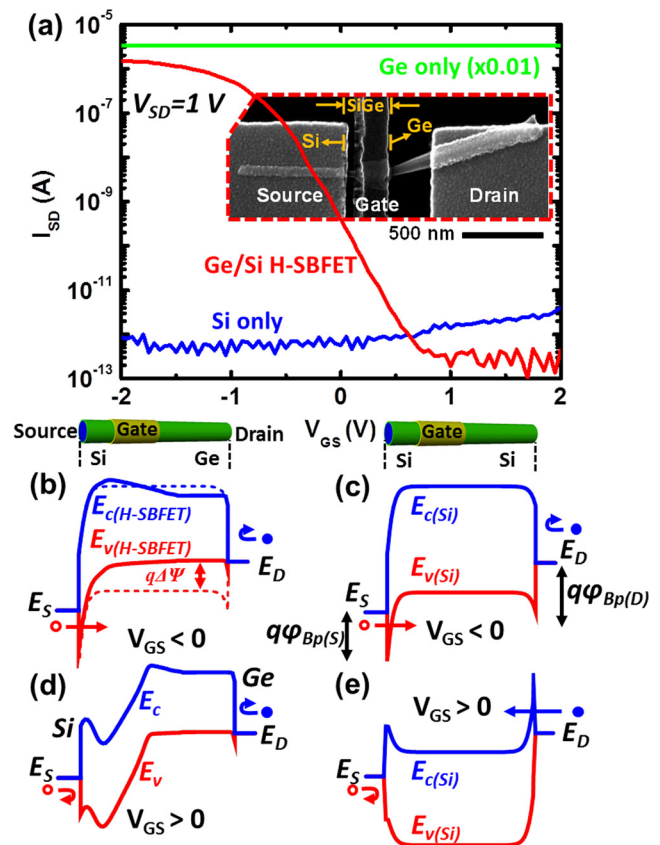 (a)
10⁻⁵
10⁻⁷
10⁻⁹
10⁻¹¹
10⁻¹³
I_SD (A)
Ge only (x0.01)
V_SD=1 V
SiGe
Si
Ge
Source
Gate
Drain
500 nm
Ge/Si H-SBFET
Si only
-2 -1 0 1 2
V_GS (V)
Source Gate Drain
Si Ge
Gate
Si Si
(b)
E_c(H-SBFET)
E_v(H-SBFET)
qΔΨ
E_S
E_D
V_GS < 0
(c)
E_c(Si)
E_v(Si)
E_S
E_D
qφ_Bp(S)
qφ_Bp(D)
V_GS < 0
(d)
Si
Ge
E_c
E_v
E_S
E_D
V_GS > 0
(e)
V_GS > 0
E_c(Si)
E_v(Si)
E_S
E_D